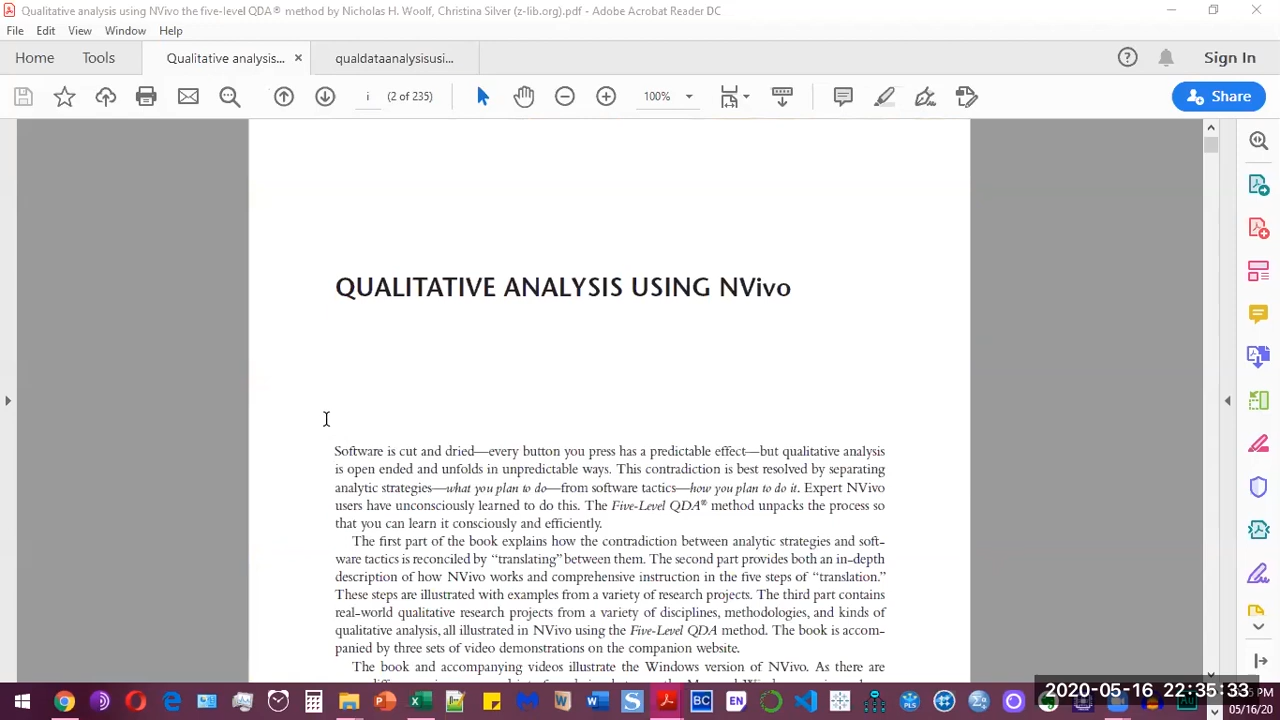 Qualitative analysis using NVivo the five-level QDA® method by Nicholas H. Woolf, Christina Silver (z-lib.org).pdf - Adobe Acrobat Reader DC
File Edit View Window Help
Home Tools Qualitative analysis... × qualdataanalysisusi... Sign In
i (2 of 235) 100% Share
QUALITATIVE ANALYSIS USING NVivo
Software is cut and dried—every button you press has a predictable effect—but qualitative analysis
is open ended and unfolds in unpredictable ways. This contradiction is best resolved by separating
analytic strategies—what you plan to do—from software tactics—how you plan to do it. Expert NVivo
users have unconsciously learned to do this. The Five-Level QDA® method unpacks the process so
that you can learn it consciously and efficiently.
The first part of the book explains how the contradiction between analytic strategies and soft-
ware tactics is reconciled by “translating” between them. The second part provides both an in-depth
description of how NVivo works and comprehensive instruction in the five steps of “translation.”
These steps are illustrated with examples from a variety of research projects. The third part contains
real-world qualitative research projects from a variety of disciplines, methodologies, and kinds of
qualitative analysis, all illustrated in NVivo using the Five-Level QDA method. The book is accom-
panied by three sets of video demonstrations on the companion website.
The book and accompanying videos illustrate the Windows version of NVivo. As there are
2020-05-16 22:35:33
PM
05/16/20